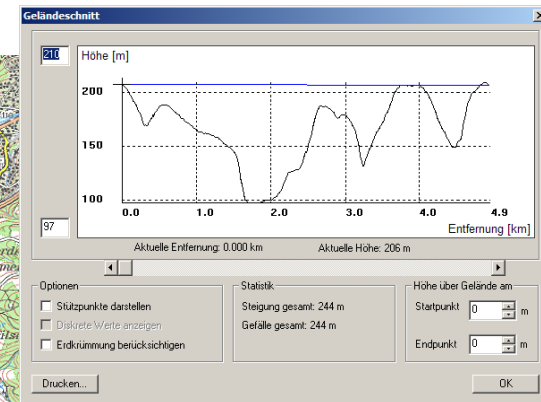 Geländeschnitt
210
Höhe [m]
200
150
100
97
0.0 1.0 2.0 3.0 4.0 4.9
Entfernung [km]
Aktuelle Entfernung: 0.000 km Aktuelle Höhe: 206 m
Optionen
Stützpunkte darstellen
Diskrete Werte anzeigen
Erdkrümmung berücksichtigen
Statistik
Steigung gesamt: 244 m
Gefälle gesamt: 244 m
Höhe über Gelände am
Startpunkt 0 m
Endpunkt 0 m
Drucken... OK